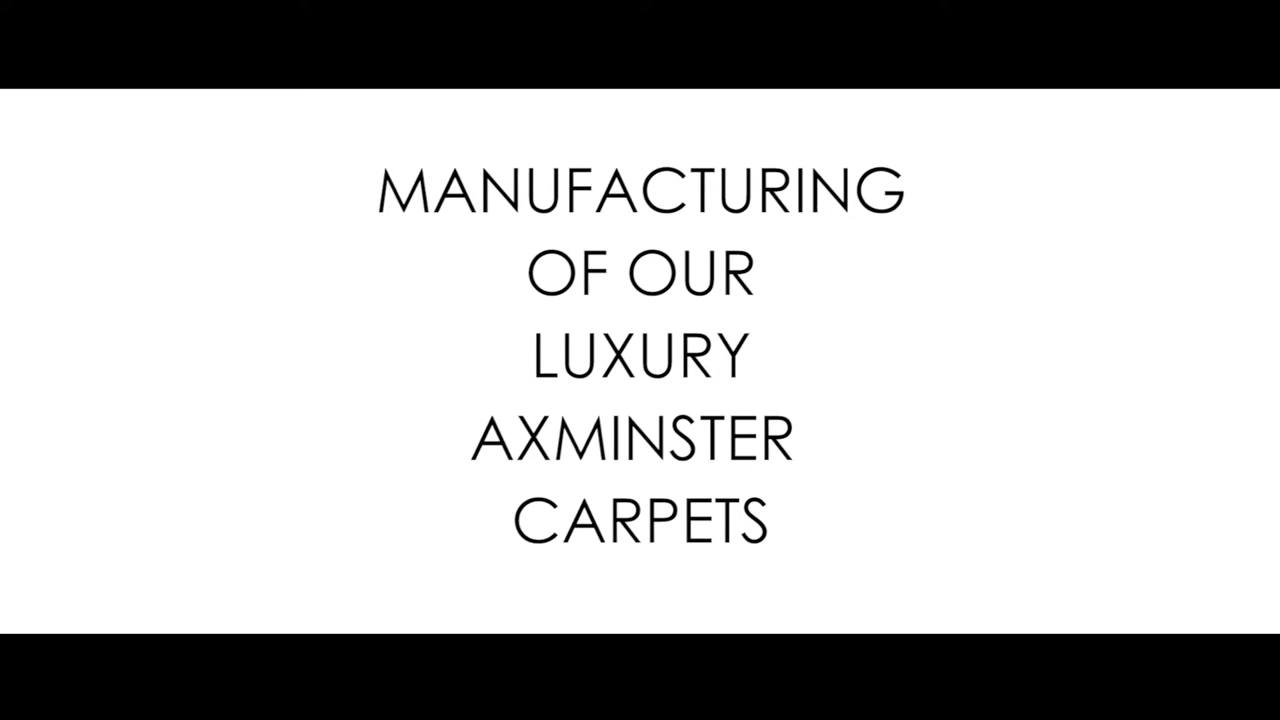 MANUFACTURING
OF OUR
LUXURY
AXMINSTER
CARPETS